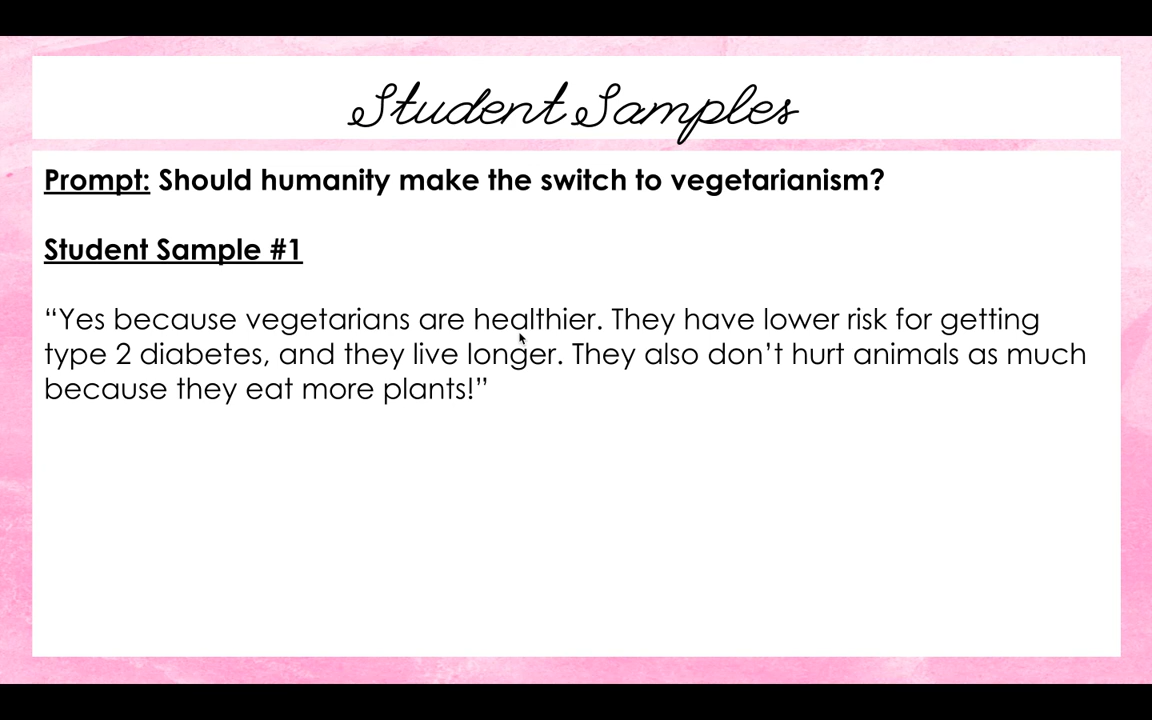 Student Samples
Prompt: Should humanity make the switch to vegetarianism?
Student Sample #1
“Yes because vegetarians are healthier. They have lower risk for getting
type 2 diabetes, and they live longer. They also don’t hurt animals as much
because they eat more plants!”